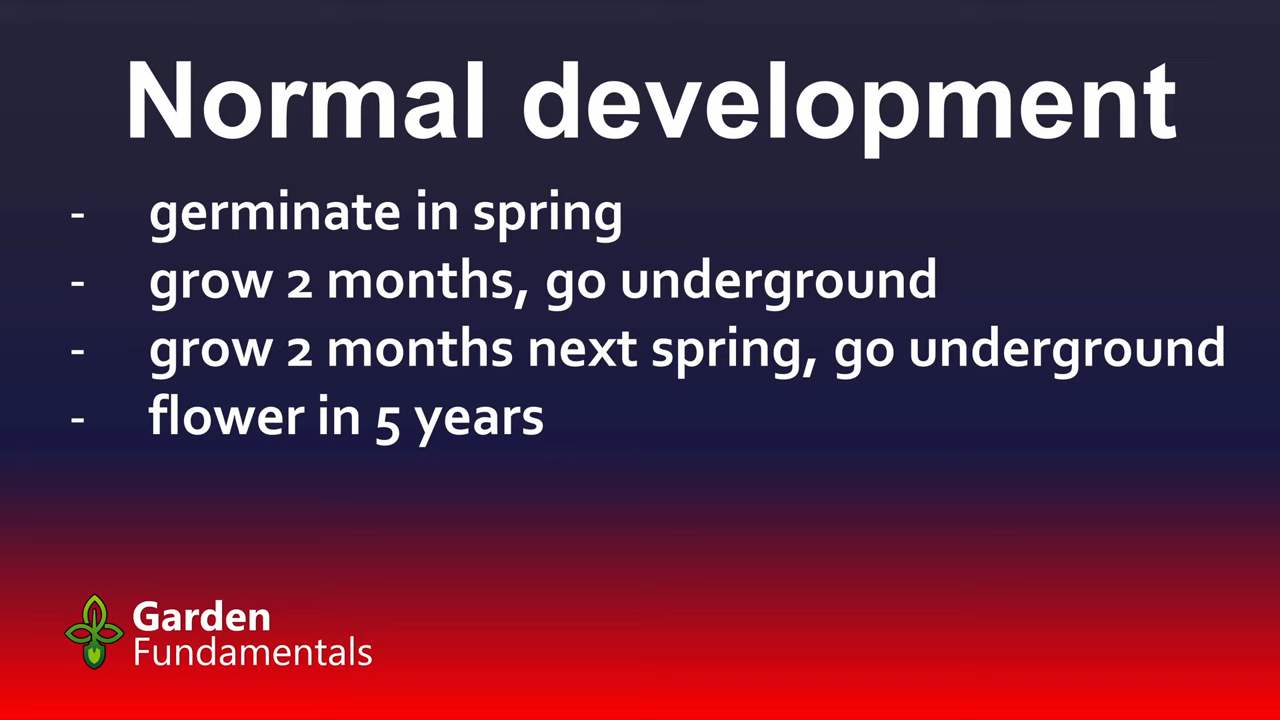 Normal development
- germinate in spring
- grow 2 months, go underground
- grow 2 months next spring, go underground
- flower in 5 years
Garden
Fundamentals